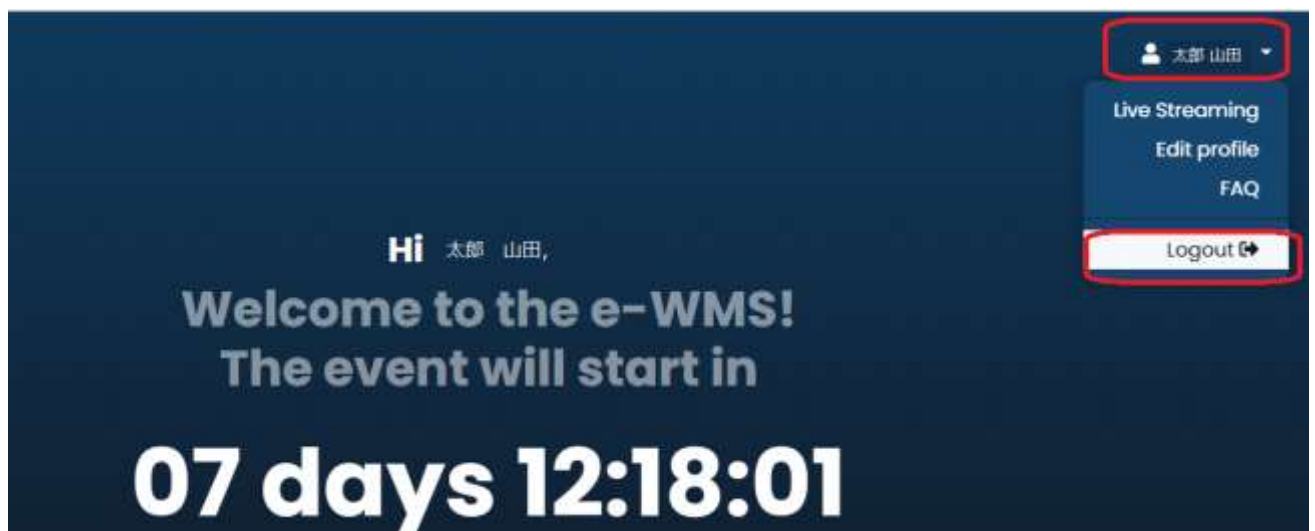 太郎 山田
Live Streaming
Edit profile
FAQ
Logout
Hi 太郎 山田,
Welcome to the e-WMS!
The event will start in
07 days 12:18:01